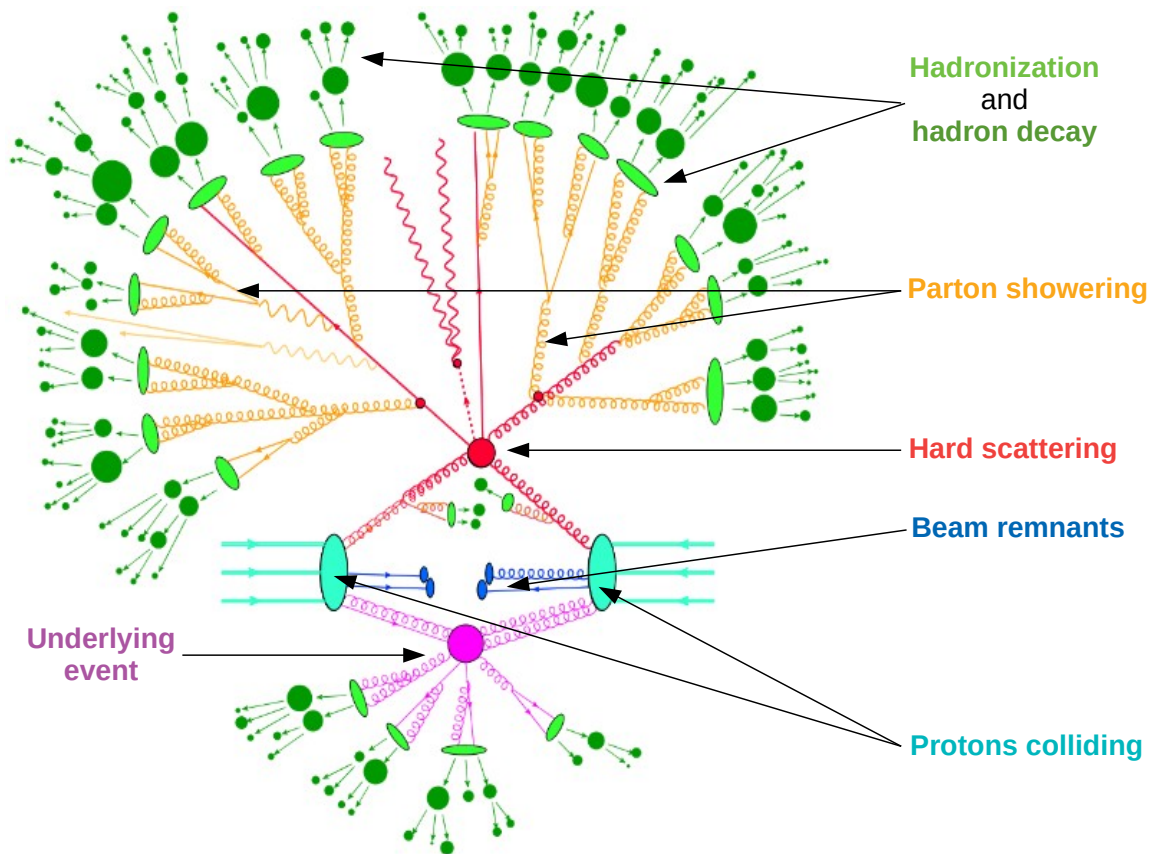 Hadronization
and
hadron decay
Parton showering
Hard scattering
Beam remnants
Underlying
event
Protons colliding